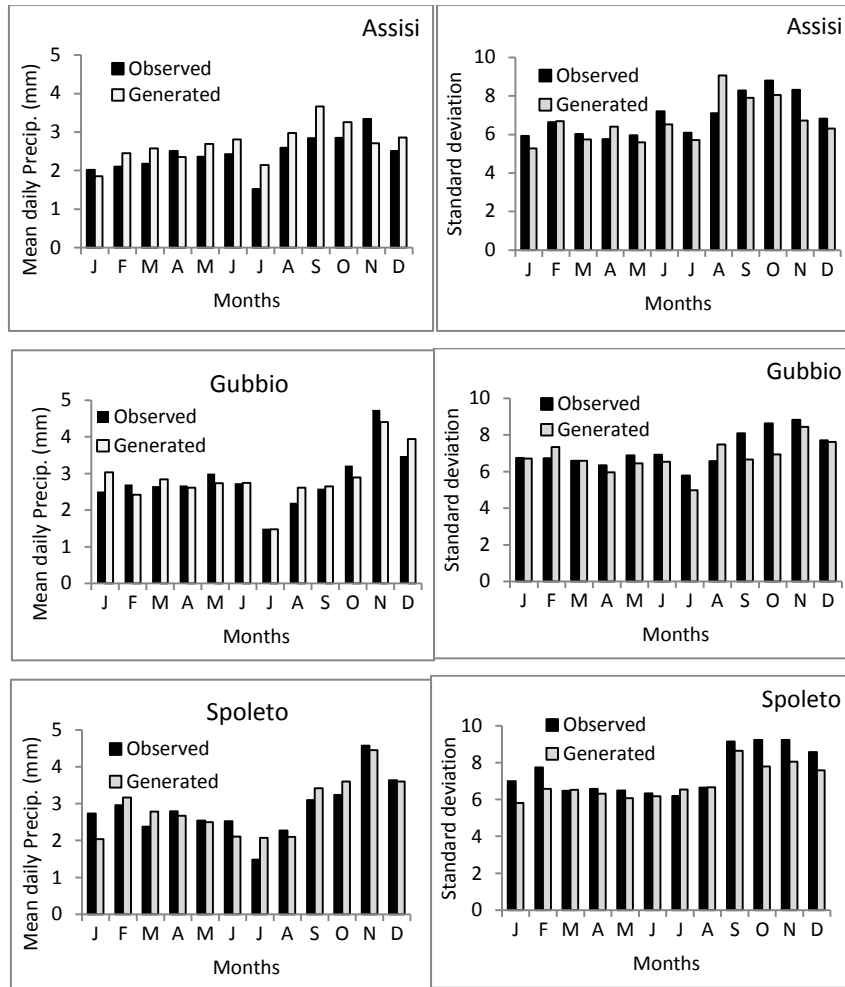 Assisi
Mean daily Precip. (mm)
5
4
3
2
1
0
Observed
Generated
J F M A M J J A S O N D
Months
Assisi
Standard deviation
10
8
6
4
2
0
Observed
Generated
J F M A M J J A S O N D
Months
Gubbio
Mean daily Precip. (mm)
5
4
3
2
1
0
Observed
Generated
J F M A M J J A S O N D
Months
Gubbio
Standard deviation
10
8
6
4
2
0
Observed
Generated
J F M A M J J A S O N D
Months
Spoleto
Mean daily Precip. (mm)
5
4
3
2
1
0
Observed
Generated
J F M A M J J A S O N D
Months
Spoleto
Standard deviation
10
8
6
4
2
0
Observed
Generated
J F M A M J J A S O N D
Months